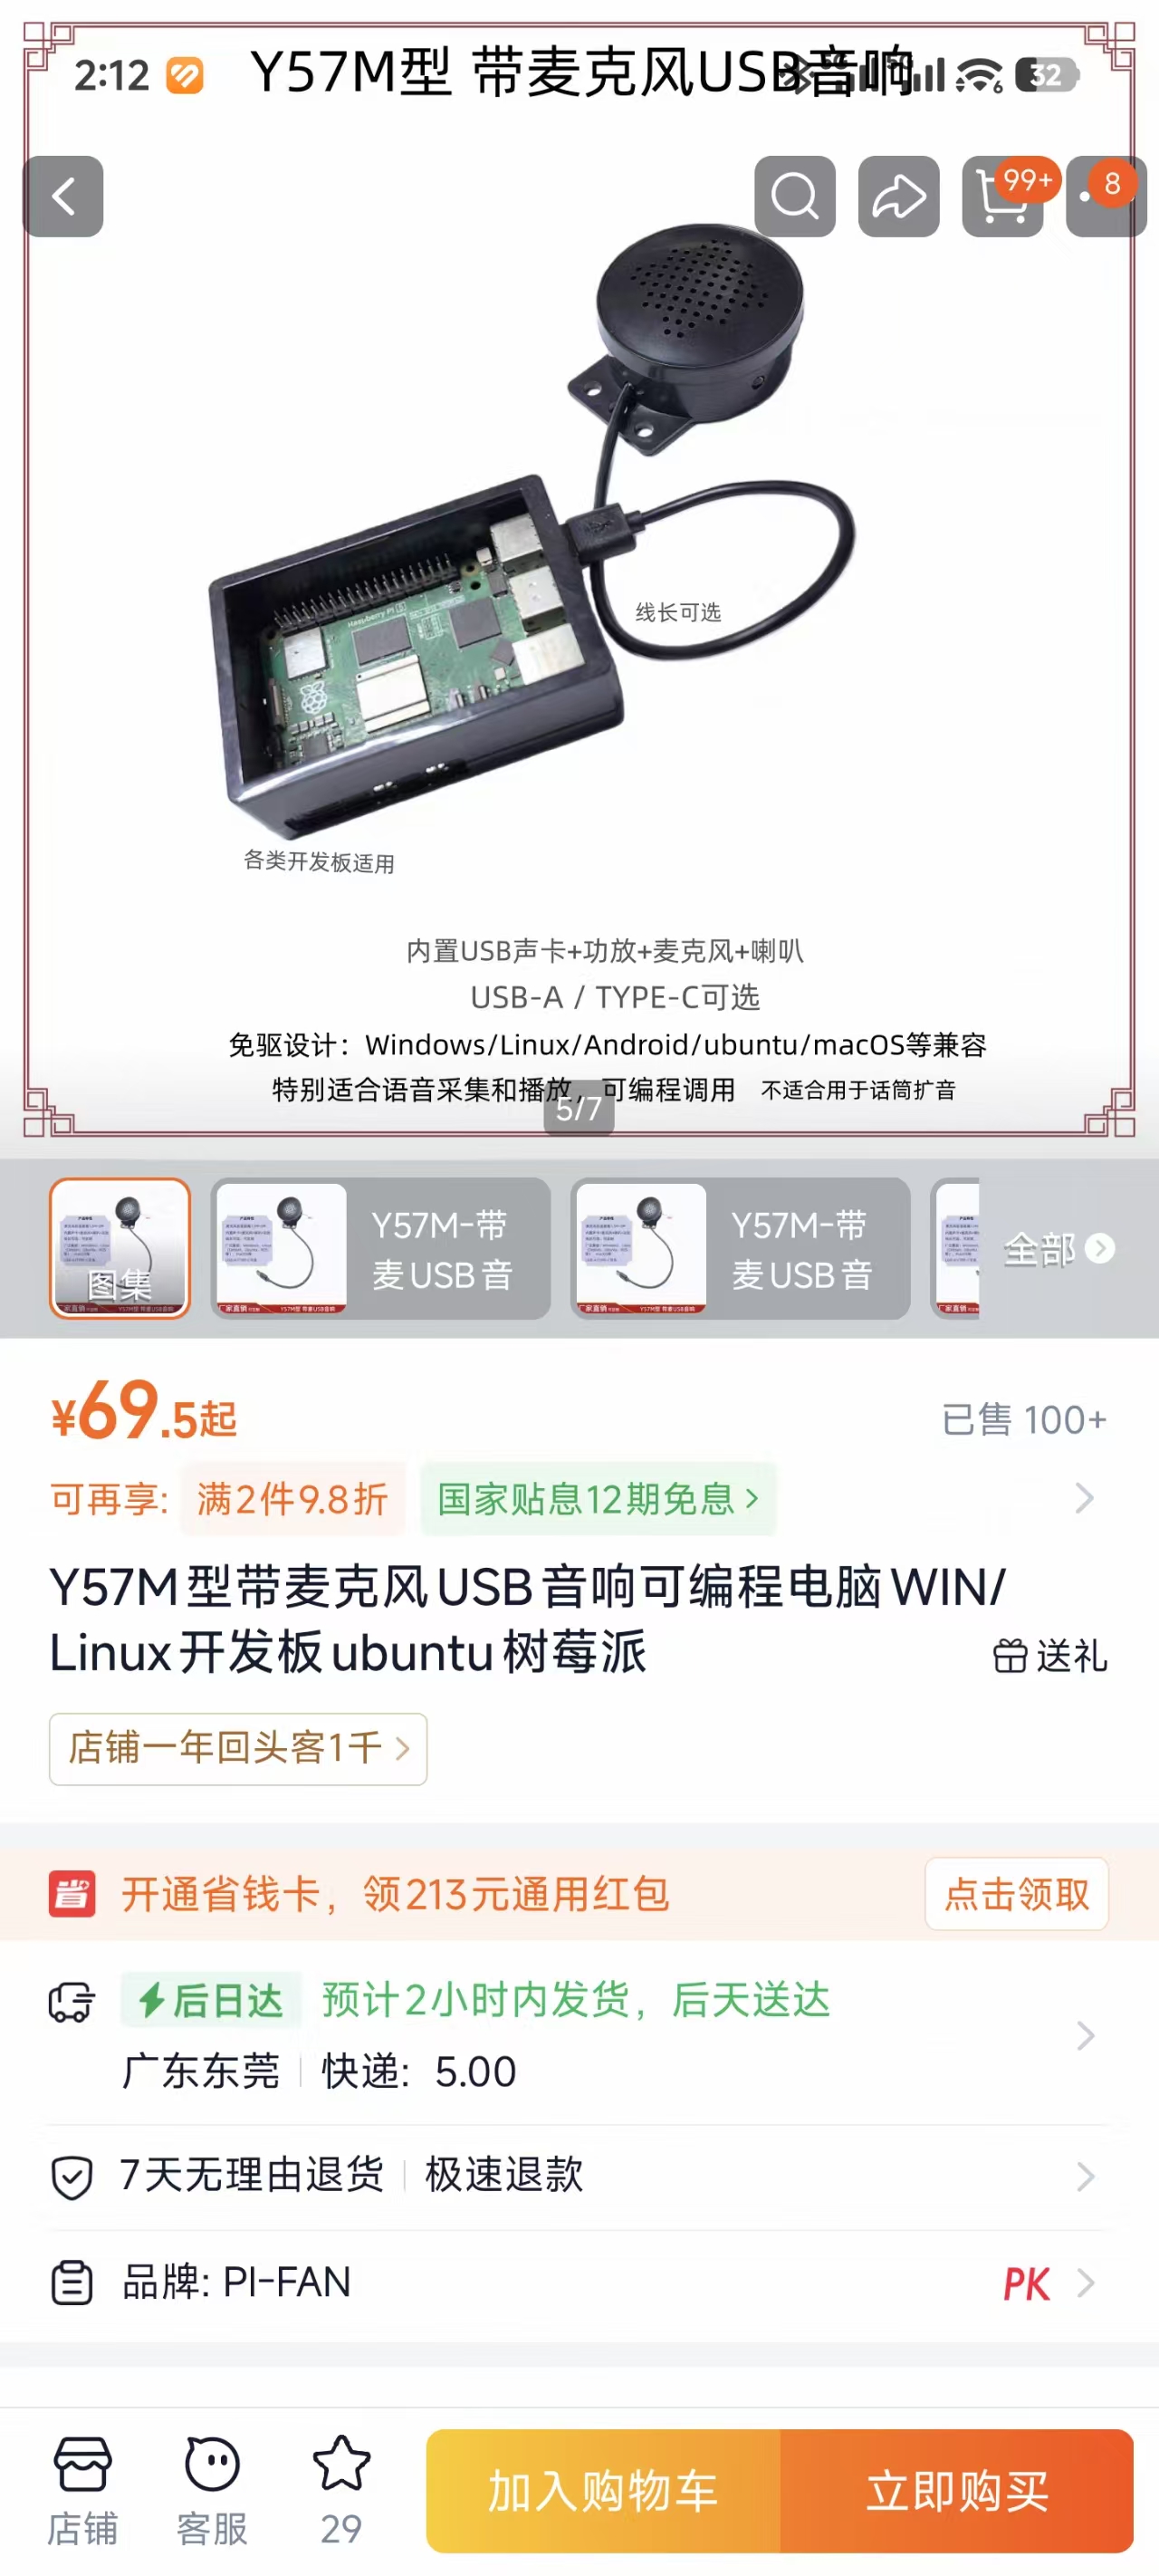 2:12
Y57M型 带麦克风USB音响
32
99+
8
线长可选
各类开发板适用
内置USB声卡+功放+麦克风+喇叭
USB-A / TYPE-C可选
免驱设计：Windows/Linux/Android/ubuntu/macOS等兼容
特别适合语音采集和播放，可编程调用 不适合用于话筒扩音
5/7
图集
Y57M-带
麦USB音
Y57M-带
麦USB音
全部
¥69.5起
已售 100+
可再享: 满2件9.8折 国家贴息12期免息
Y57M型带麦克风USB音响可编程电脑WIN/
Linux开发板ubuntu树莓派
送礼
店铺一年回头客1千
开通省钱卡，领213元通用红包
点击领取
后日达 预计2小时内发货，后天送达
广东东莞 快递: 5.00
7天无理由退货 极速退款
品牌: PI-FAN
PK
店铺
客服
29
加入购物车
立即购买